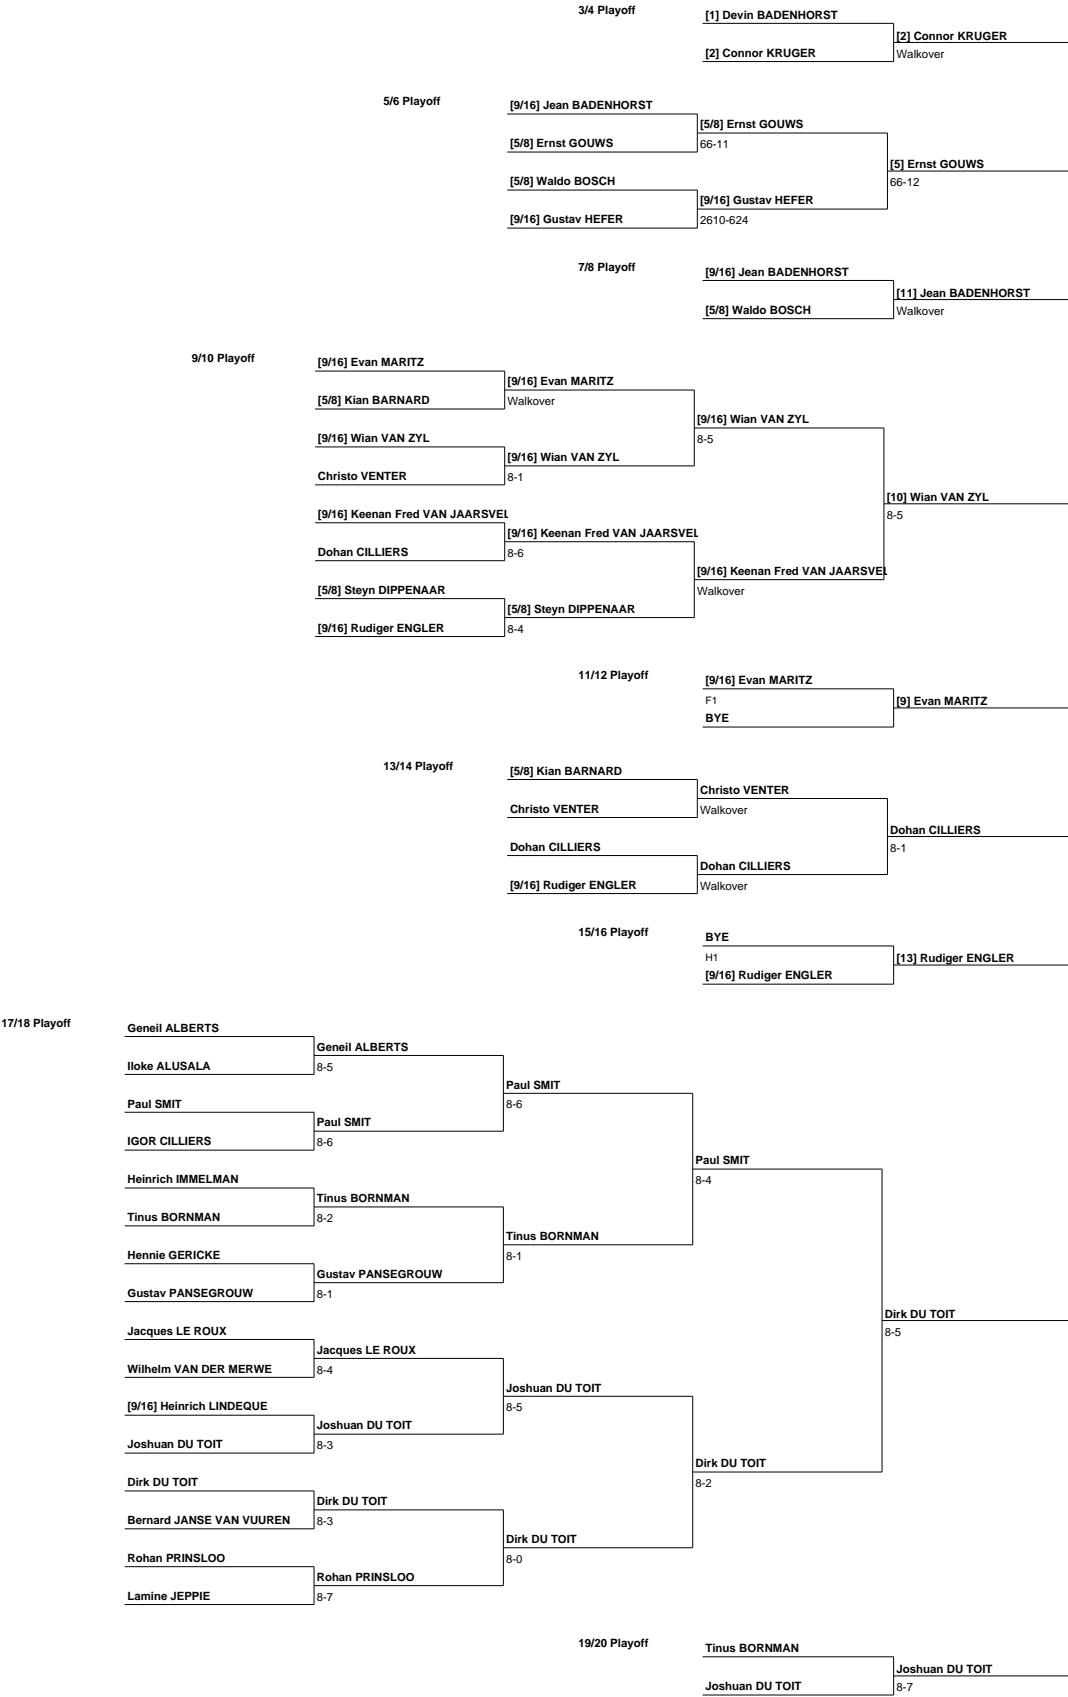 3/4 Playoff
[1] Devin BADENHORST
[2] Connor KRUGER
[2] Connor KRUGER
Walkover
5/6 Playoff
[9/16] Jean BADENHORST
[5/8] Ernst GOUWS
[5/8] Ernst GOUWS
66-11
[5] Ernst GOUWS
66-12
[5/8] Waldo BOSCH
[9/16] Gustav HEFER
[9/16] Gustav HEFER
2610-624
7/8 Playoff
[9/16] Jean BADENHORST
[11] Jean BADENHORST
[5/8] Waldo BOSCH
Walkover
9/10 Playoff
[9/16] Evan MARITZ
[9/16] Evan MARITZ
[5/8] Kian BARNARD
Walkover
[9/16] Wian VAN ZYL
8-5
[9/16] Wian VAN ZYL
[9/16] Wian VAN ZYL
Christo VENTER
8-1
[10] Wian VAN ZYL
8-5
[9/16] Keenan Fred VAN JAARSVEL
[9/16] Keenan Fred VAN JAARSVEL
Dohan CILLIERS
8-6
[9/16] Keenan Fred VAN JAARSVEL
Walkover
[5/8] Steyn DIPPENAAR
[5/8] Steyn DIPPENAAR
[9/16] Rudiger ENGLER
8-4
11/12 Playoff
[9/16] Evan MARITZ
F1
[9] Evan MARITZ
BYE
13/14 Playoff
[5/8] Kian BARNARD
Christo VENTER
Christo VENTER
Walkover
Dohan CILLIERS
8-1
Dohan CILLIERS
Dohan CILLIERS
[9/16] Rudiger ENGLER
Walkover
15/16 Playoff
BYE
H1
[13] Rudiger ENGLER
[9/16] Rudiger ENGLER
17/18 Playoff
Geneil ALBERTS
Geneil ALBERTS
Iloke ALUSALA
8-5
Paul SMIT
8-6
Paul SMIT
Paul SMIT
IGOR CILLIERS
8-6
Paul SMIT
8-4
Heinrich IMMELMAN
Tinus BORNMAN
Tinus BORNMAN
8-2
Tinus BORNMAN
8-1
Hennie GERICKE
Gustav PANSEGROUW
Gustav PANSEGROUW
8-1
Dirk DU TOIT
8-5
Jacques LE ROUX
Jacques LE ROUX
Wilhelm VAN DER MERWE
8-4
Joshuan DU TOIT
8-5
[9/16] Heinrich LINDEQUE
Joshuan DU TOIT
Joshuan DU TOIT
8-3
Dirk DU TOIT
8-2
Dirk DU TOIT
Dirk DU TOIT
Bernard JANSE VAN VUUREN
8-3
Dirk DU TOIT
8-0
Rohan PRINSLOO
Rohan PRINSLOO
Lamine JEPPIE
8-7
19/20 Playoff
Tinus BORNMAN
Joshuan DU TOIT
Joshuan DU TOIT
8-7